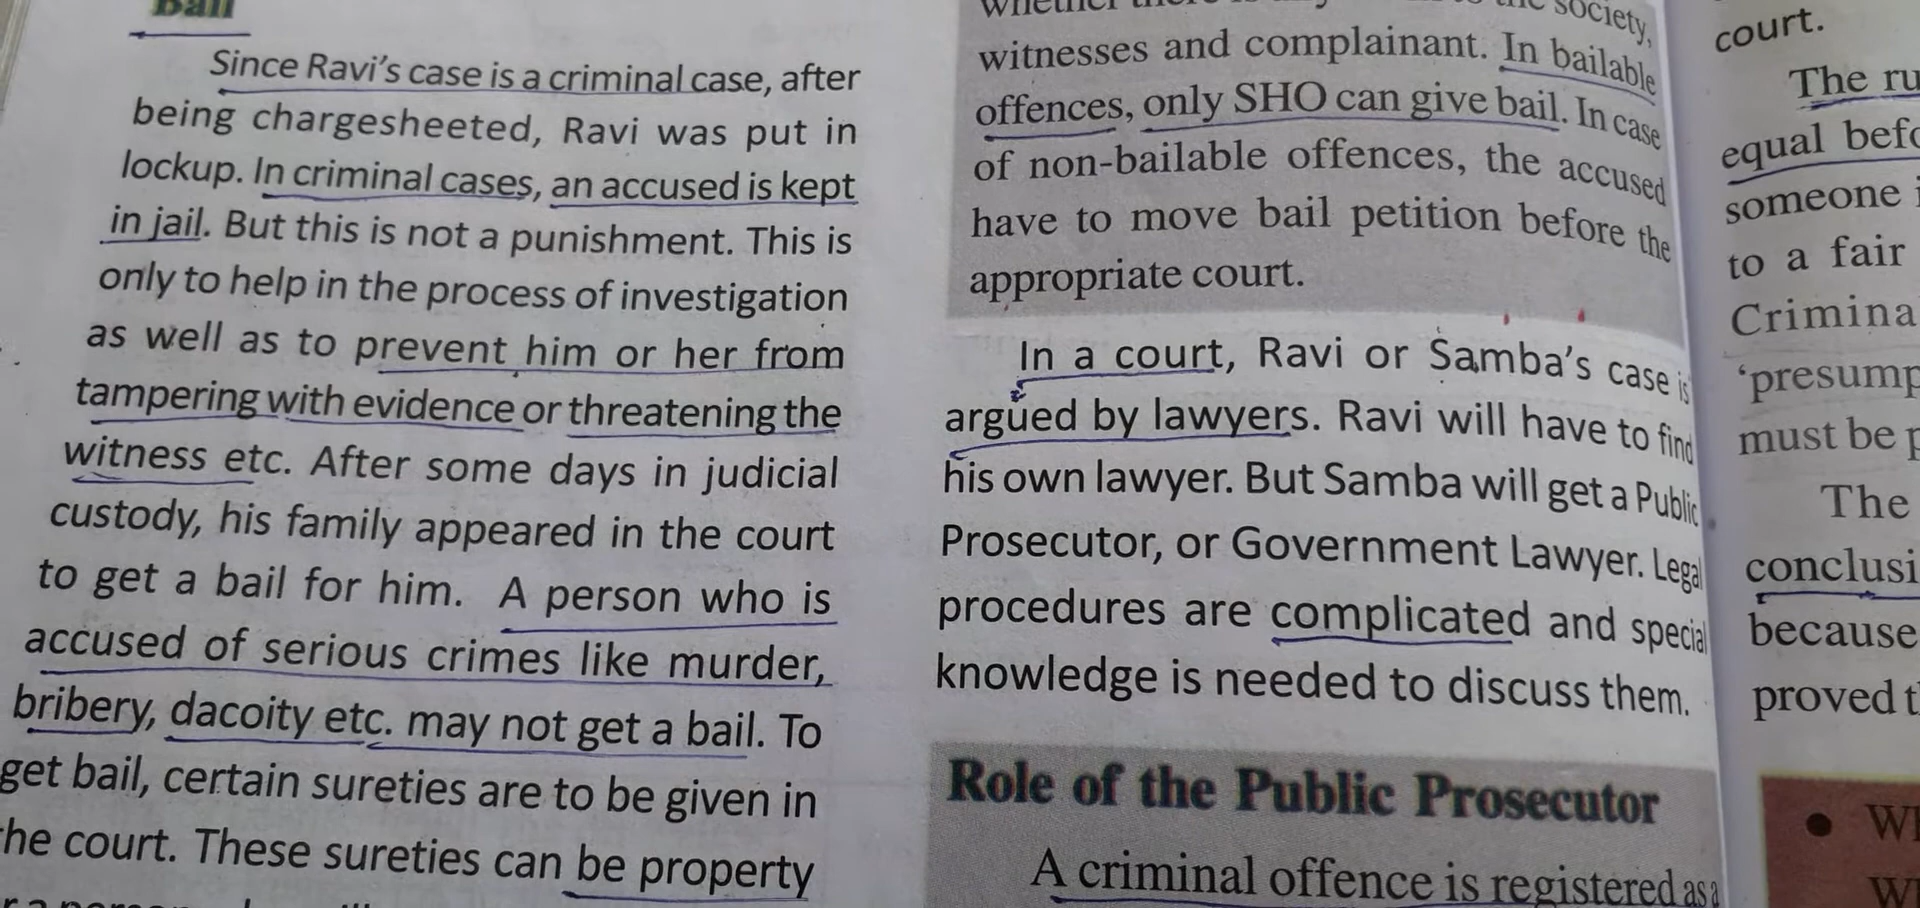 Bail
Since Ravi's case is a criminal case, after
being chargesheeted, Ravi was put in
lockup. In criminal cases, an accused is kept
in jail. But this is not a punishment. This is
only to help in the process of investigation
as well as to prevent him or her from
tampering with evidence or threatening the
witness etc. After some days in judicial
custody, his family appeared in the court
to get a bail for him. A person who is
accused of serious crimes like murder,
bribery, dacoity etc. may not get a bail. To
get bail, certain sureties are to be given in
he court. These sureties can be property
whether there is society,
witnesses and complainant. In bailable
offences, only SHO can give bail. In case
of non-bailable offences, the accused
have to move bail petition before the
appropriate court.
In a court, Ravi or Samba's case is
argued by lawyers. Ravi will have to find
his own lawyer. But Samba will get a Public
Prosecutor, or Government Lawyer. Legal
procedures are complicated and special
knowledge is needed to discuss them.
Role of the Public Prosecutor
A criminal offence is registered as a
court.
The ru
equal befo
someone i
to a fair
Crimina
'presump
must be p
The
conclusi
because
proved t
• Wh
Wh